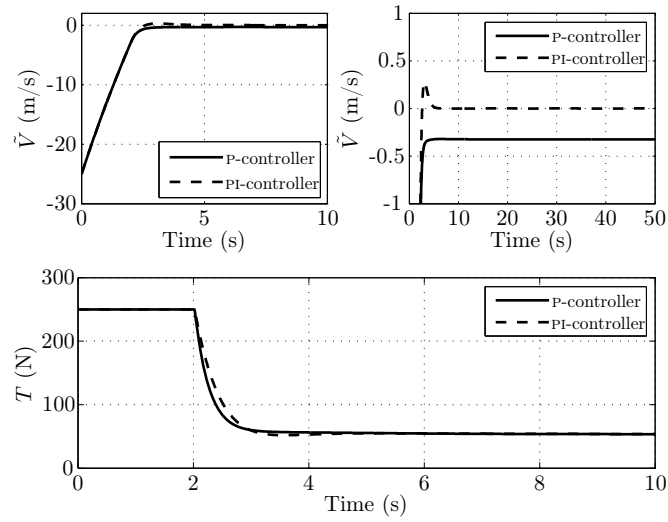 0
-10
-20
-30
Ṽ (m/s)
P-controller
PI-controller
0 5 10
Time (s)
1
0.5
0
-0.5
-1
Ṽ (m/s)
P-controller
PI-controller
0 10 20 30 40 50
Time (s)
300
200
100
0
T (N)
P-controller
PI-controller
0 2 4 6 8 10
Time (s)